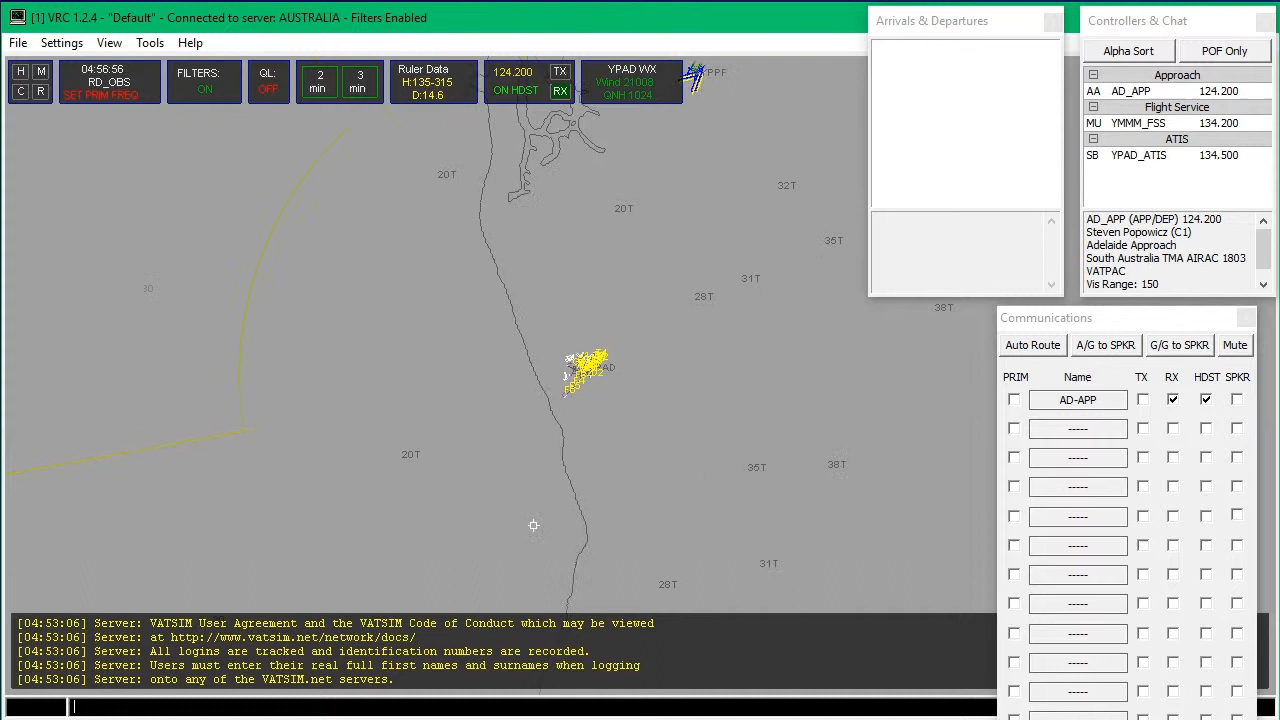 [1] VRC 1.2.4 - "Default" - Connected to server: AUSTRALIA - Filters Enabled
File Settings View Tools Help
H M
C R
04:56:56
RD_OBS
SET PRIM FREQ
FILTERS:
ON
QL:
OFF
2
min
3
min
Ruler Data
H:135-315
D:14.6
124.200 TX
ON HDST RX
YPAD WX
Wind 21008
QNH 1024
YPPF
Arrivals & Departures
Controllers & Chat
Alpha Sort POF Only
Approach
AA AD_APP 124.200
Flight Service
MU YMMM_FSS 134.200
ATIS
SB YPAD_ATIS 134.500
AD_APP (APP/DEP) 124.200
Steven Popowicz (C1)
Adelaide Approach
South Australia TMA AIRAC 1803
VATPAC
Vis Range: 150
20T
32T
20T
35T
31T
30
28T
38T
20T
35T
38T
31T
28T
Communications
Auto Route A/G to SPKR G/G to SPKR Mute
PRIM Name TX RX HDST SPKR
AD-APP
-----
-----
-----
-----
-----
-----
-----
-----
-----
-----
[04:53:06] Server: VATSIM User Agreement and the VATSIM Code of Conduct which may be viewed
[04:53:06] Server: at http://www.vatsim.net/network/docs/
[04:53:06] Server: All logins are tracked and identification numbers are recorded.
[04:53:06] Server: Users must enter their real full first names and surnames when logging
[04:53:06] Server: onto any of the VATSIM.net servers.